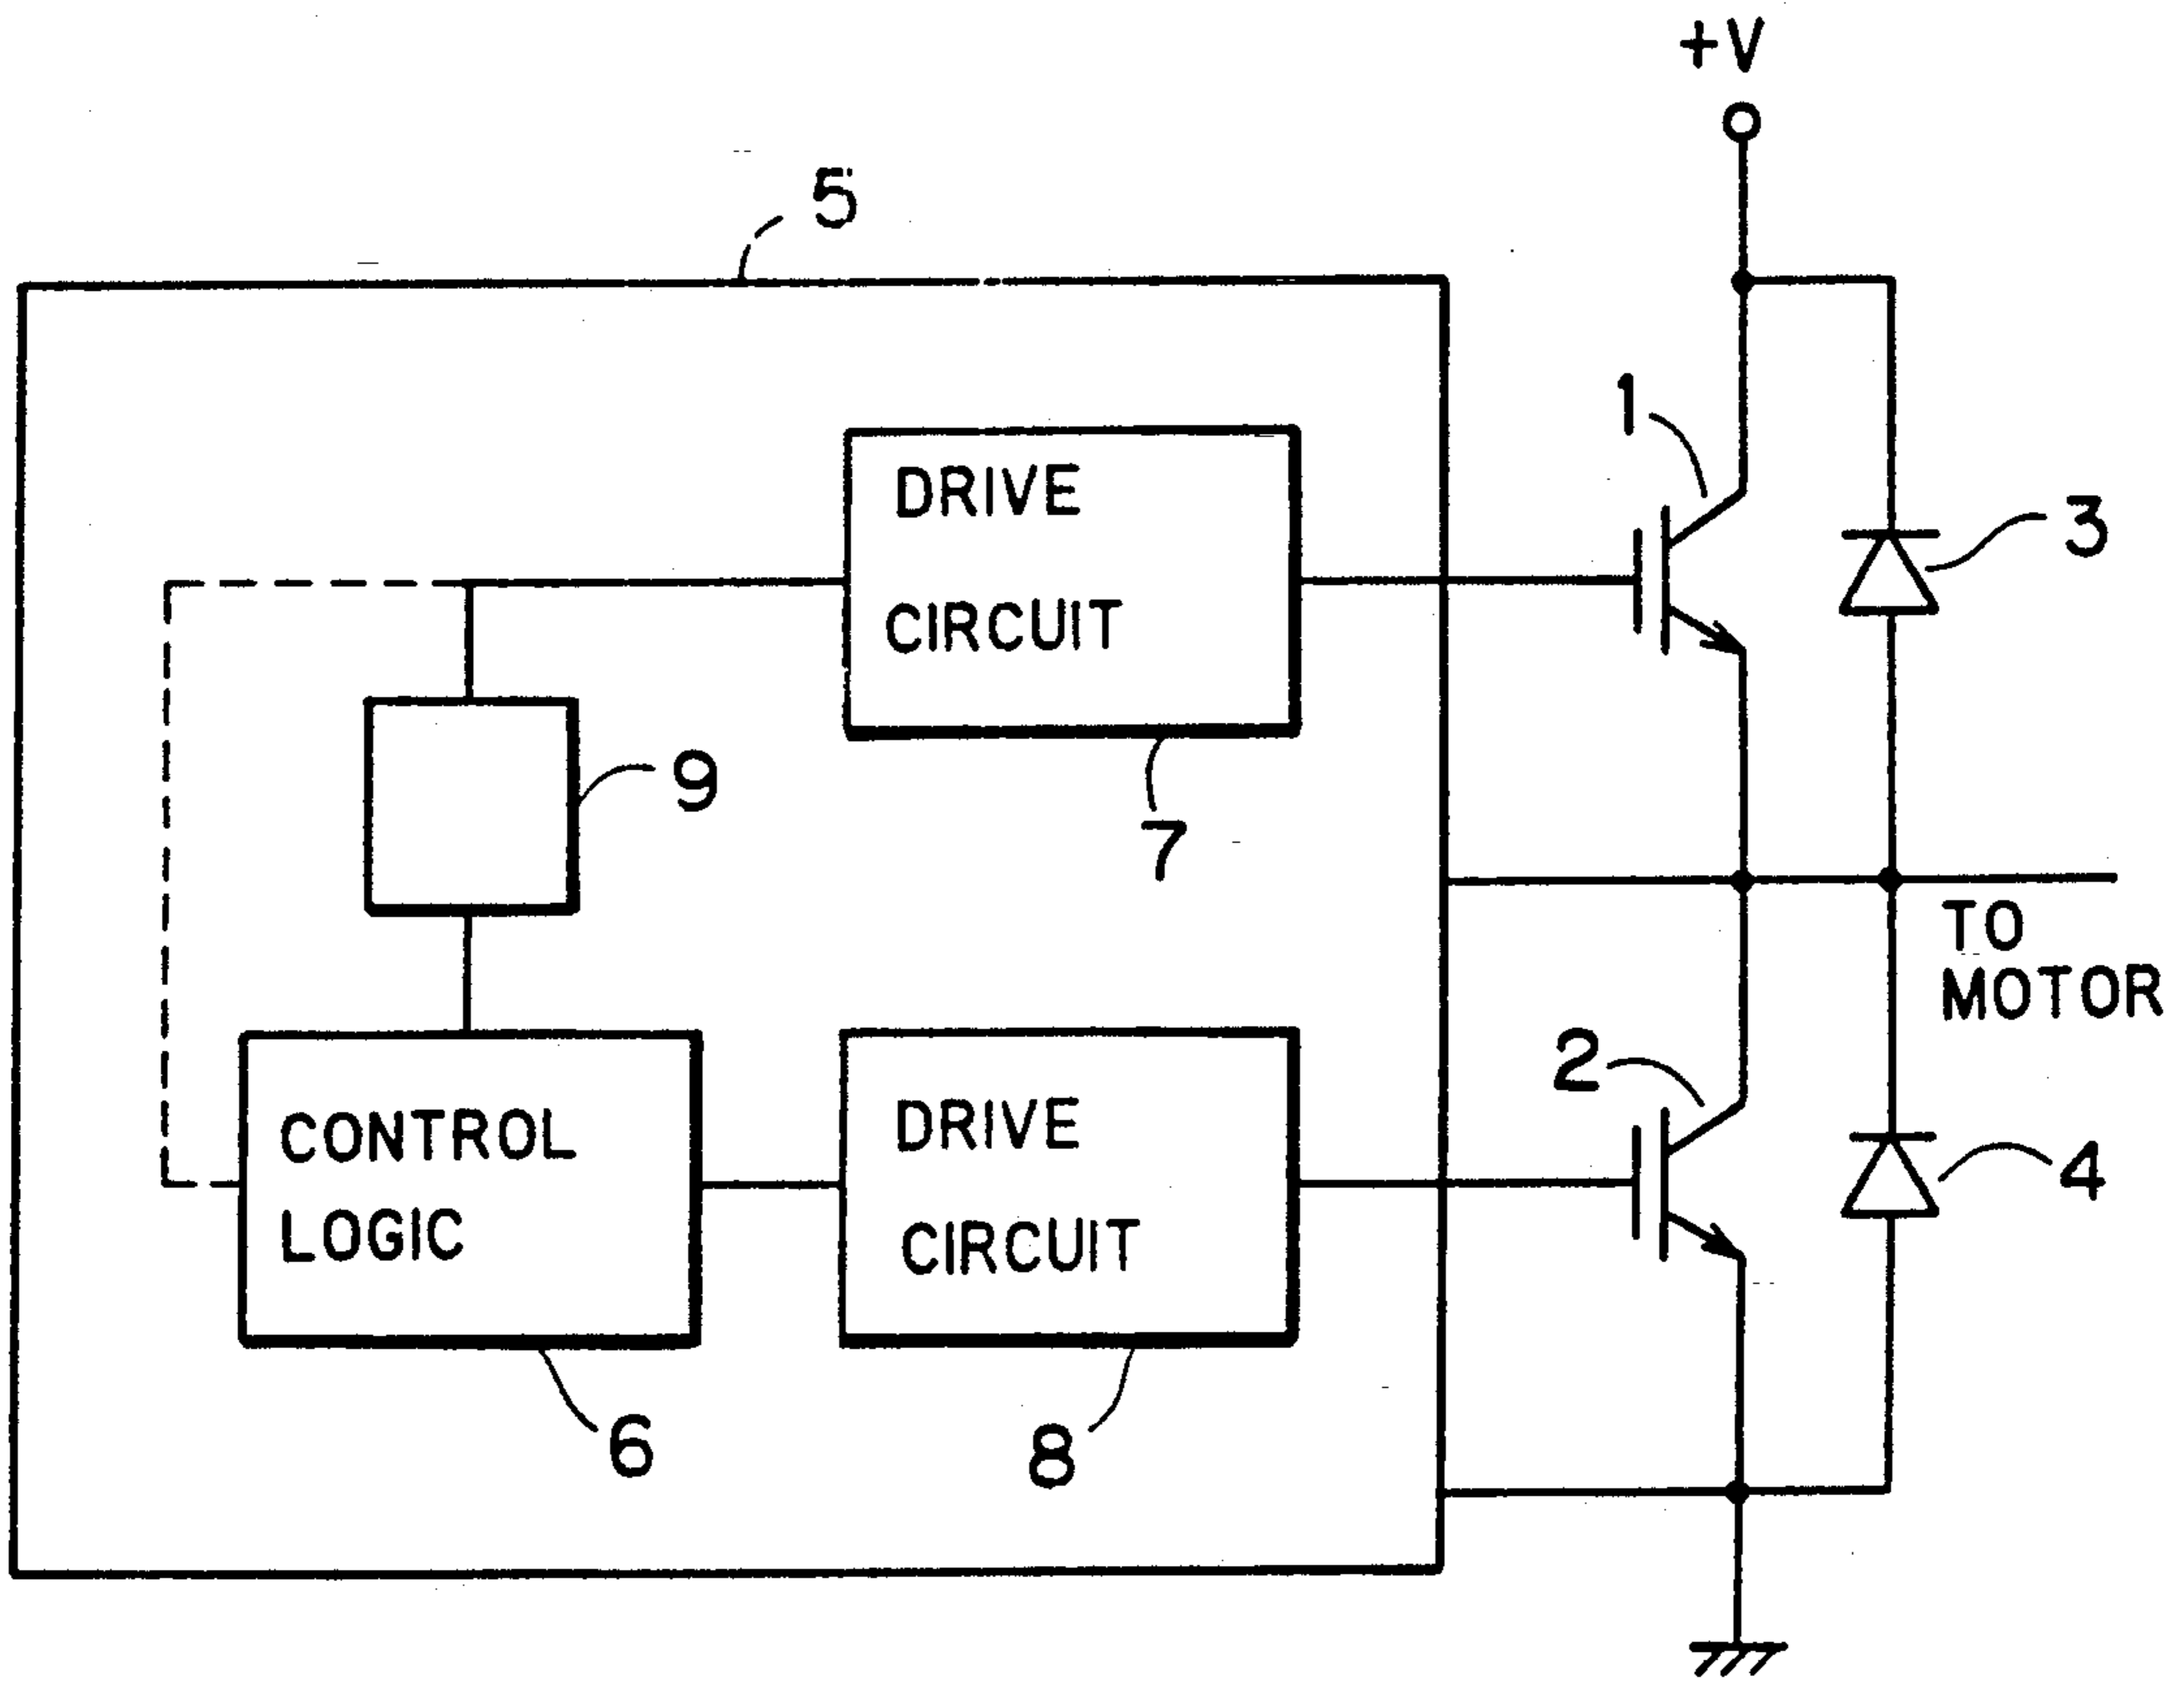 +V
5
1
DRIVE
CIRCUIT
3
9
7
TO
MOTOR
2
CONTROL
LOGIC
DRIVE
CIRCUIT
4
6
8